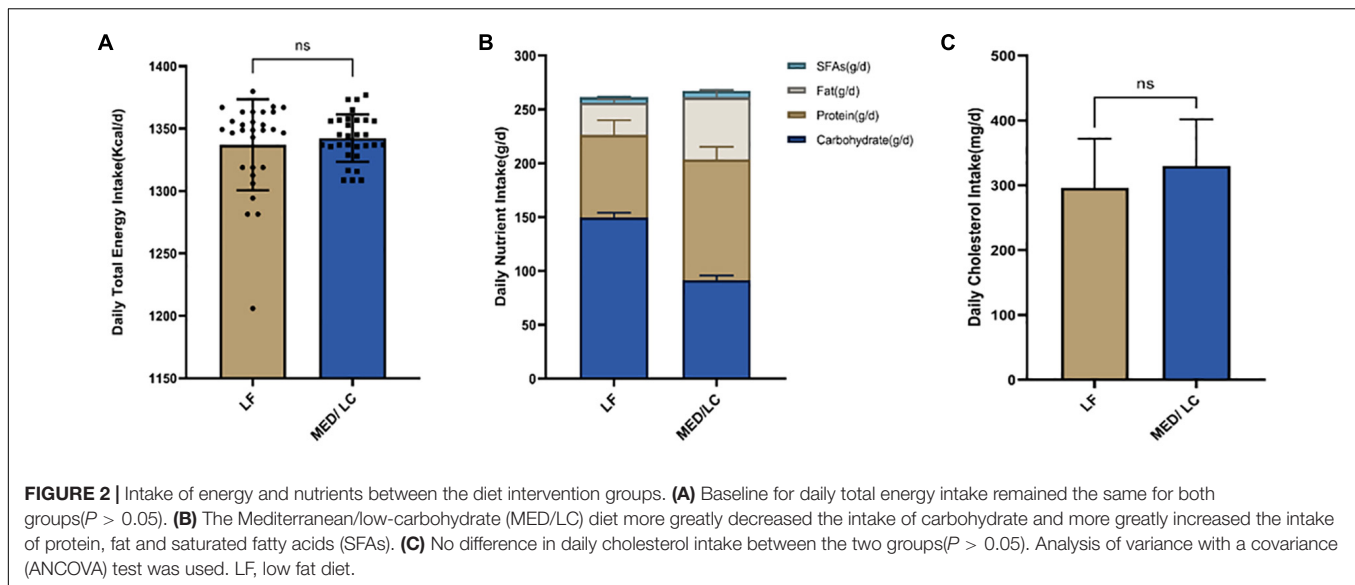 A
ns
Daily Total Energy Intake(Kcal/d)
1400
1350
1300
1250
1200
1150
LF
MED/ LC
B
Daily Nutrient Intake(g/d)
300
250
200
150
100
50
0
LF
MED/LC
SFAs(g/d)
Fat(g/d)
Protein(g/d)
Carbohydrate(g/d)
C
ns
Daily Cholesterol Intake(mg/d)
500
400
300
200
100
0
LF
MED/ LC
FIGURE 2 | Intake of energy and nutrients between the diet intervention groups. (A) Baseline for daily total energy intake remained the same for both
groups(P > 0.05). (B) The Mediterranean/low-carbohydrate (MED/LC) diet more greatly decreased the intake of carbohydrate and more greatly increased the intake
of protein, fat and saturated fatty acids (SFAs). (C) No difference in daily cholesterol intake between the two groups(P > 0.05). Analysis of variance with a covariance
(ANCOVA) test was used. LF, low fat diet.